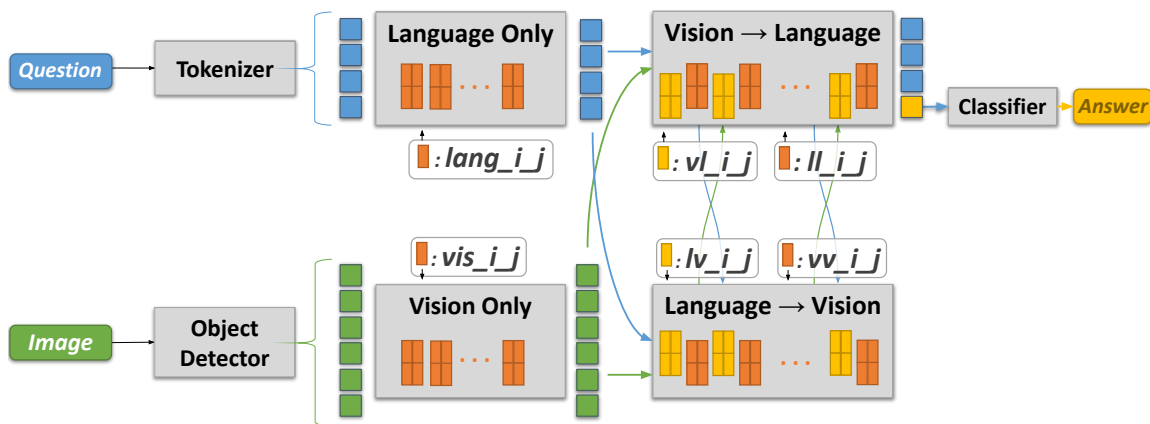 Question
Tokenizer
Language Only
. . .
: lang_i_j
Vision → Language
. . .
: vl_i_j
: ll_i_j
Classifier
Answer
Image
Object
Detector
: vis_i_j
Vision Only
. . .
: lv_i_j
: vv_i_j
Language → Vision
. . .